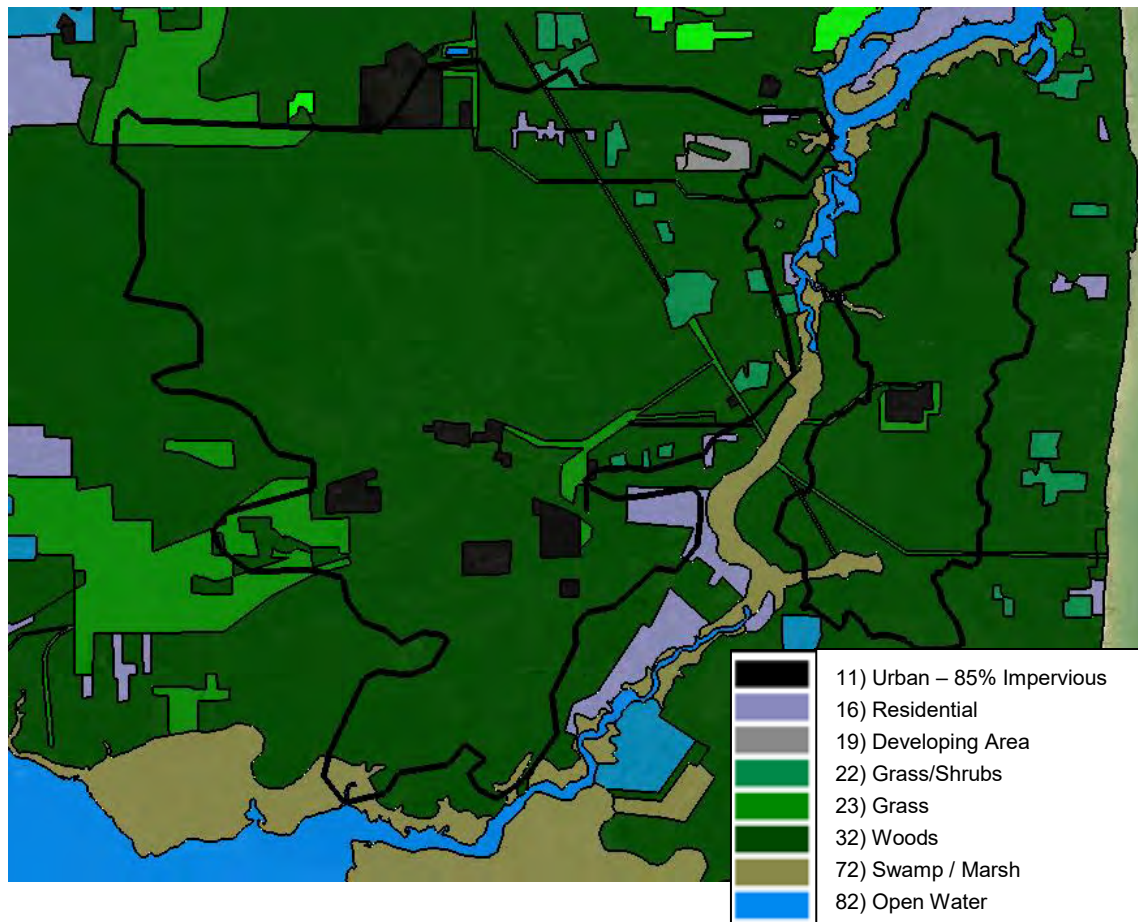 11) Urban – 85% Impervious
16) Residential
19) Developing Area
22) Grass/Shrubs
23) Grass
32) Woods
72) Swamp / Marsh
82) Open Water